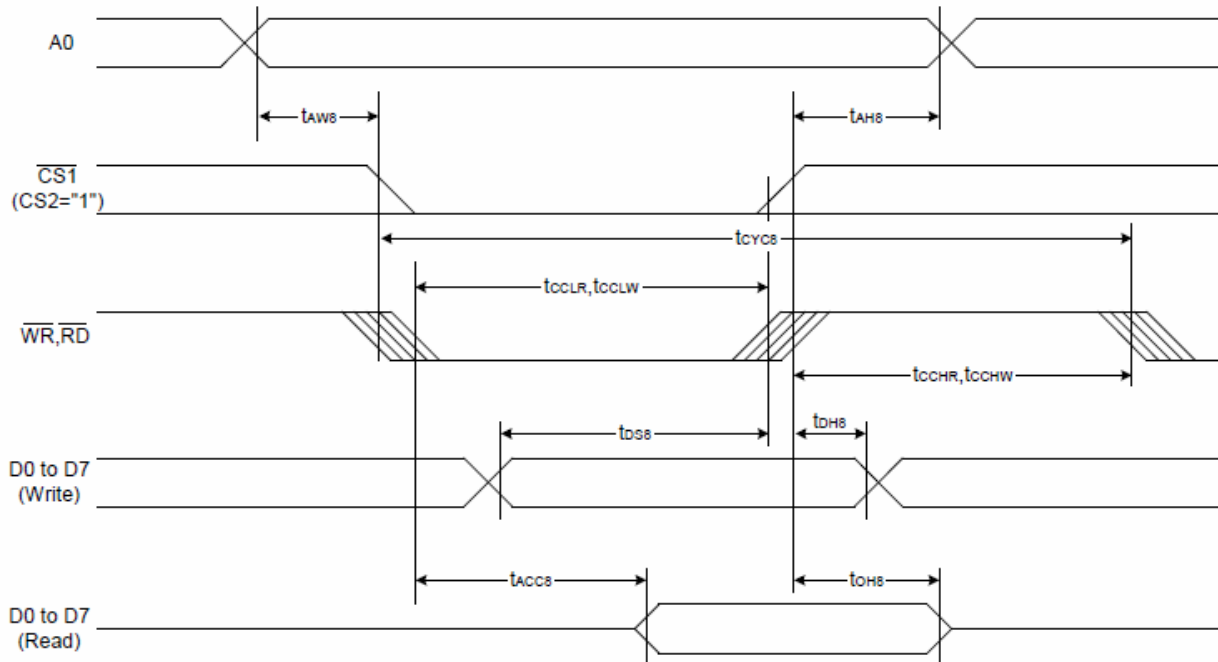 A0
tAW8
tAH8
CS1
(CS2="1")
tCYC8
tCCLR,tCCLW
WR,RD
tCCHR,tCCHW
tDS8
tDH8
D0 to D7
(Write)
tACC8
tOH8
D0 to D7
(Read)